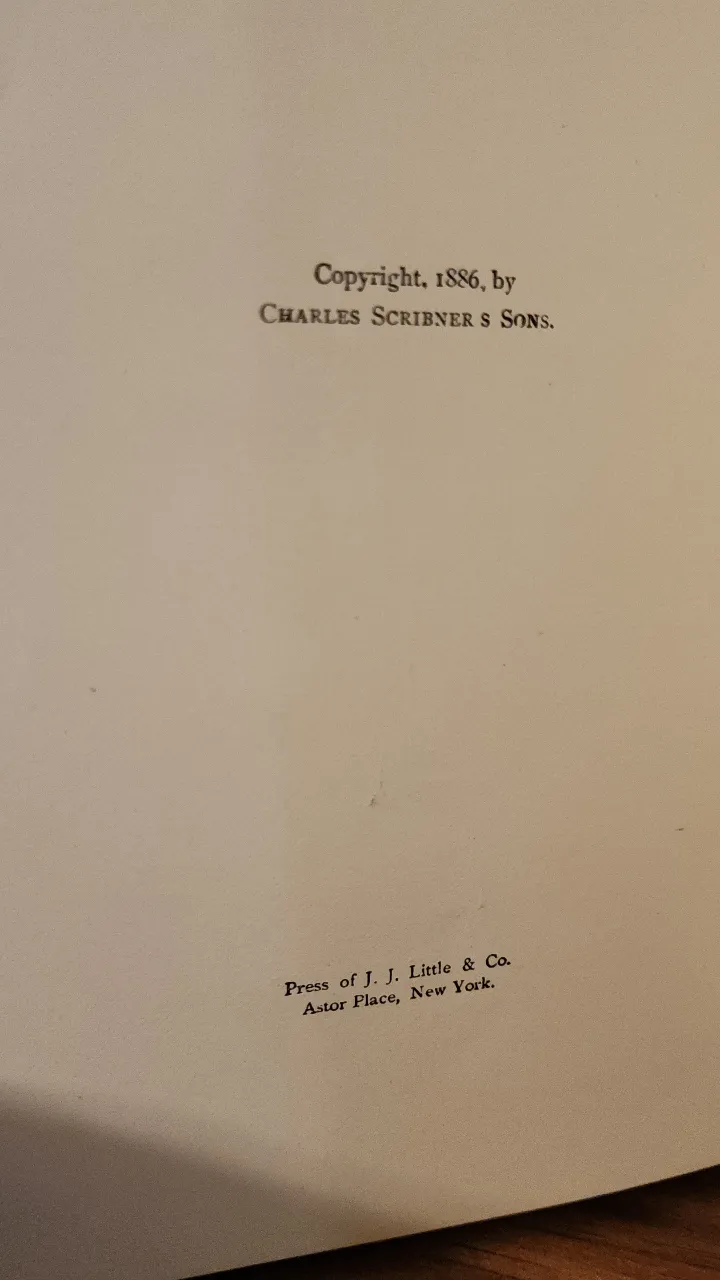 Copyright, 1886, by
CHARLES SCRIBNER S SONS.
Press of J. J. Little & Co.
Astor Place, New York.